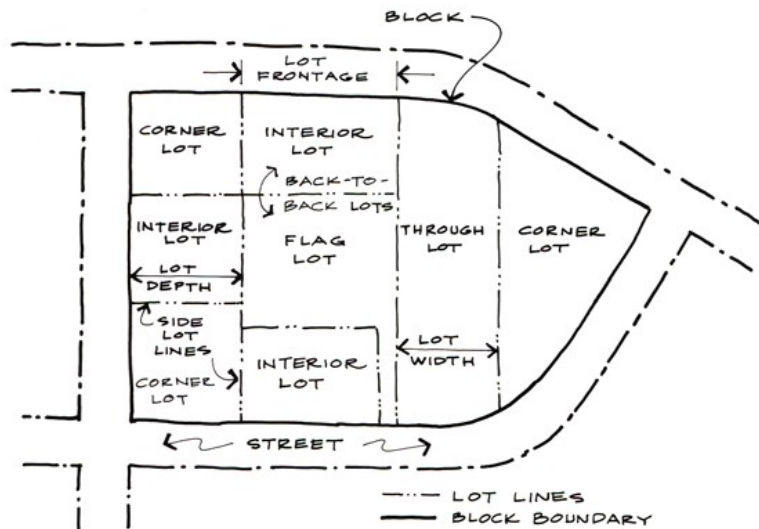 BLOCK
LOT
FRONTAGE
CORNER
LOT
INTERIOR
LOT
BACK-TO-
BACK LOTS
INTERIOR
LOT
FLAG
LOT
THROUGH
LOT
CORNER
LOT
LOT
DEPTH
SIDE
LOT
LINES
CORNER
LOT
INTERIOR
LOT
LOT
WIDTH
STREET
LOT LINES
BLOCK BOUNDARY